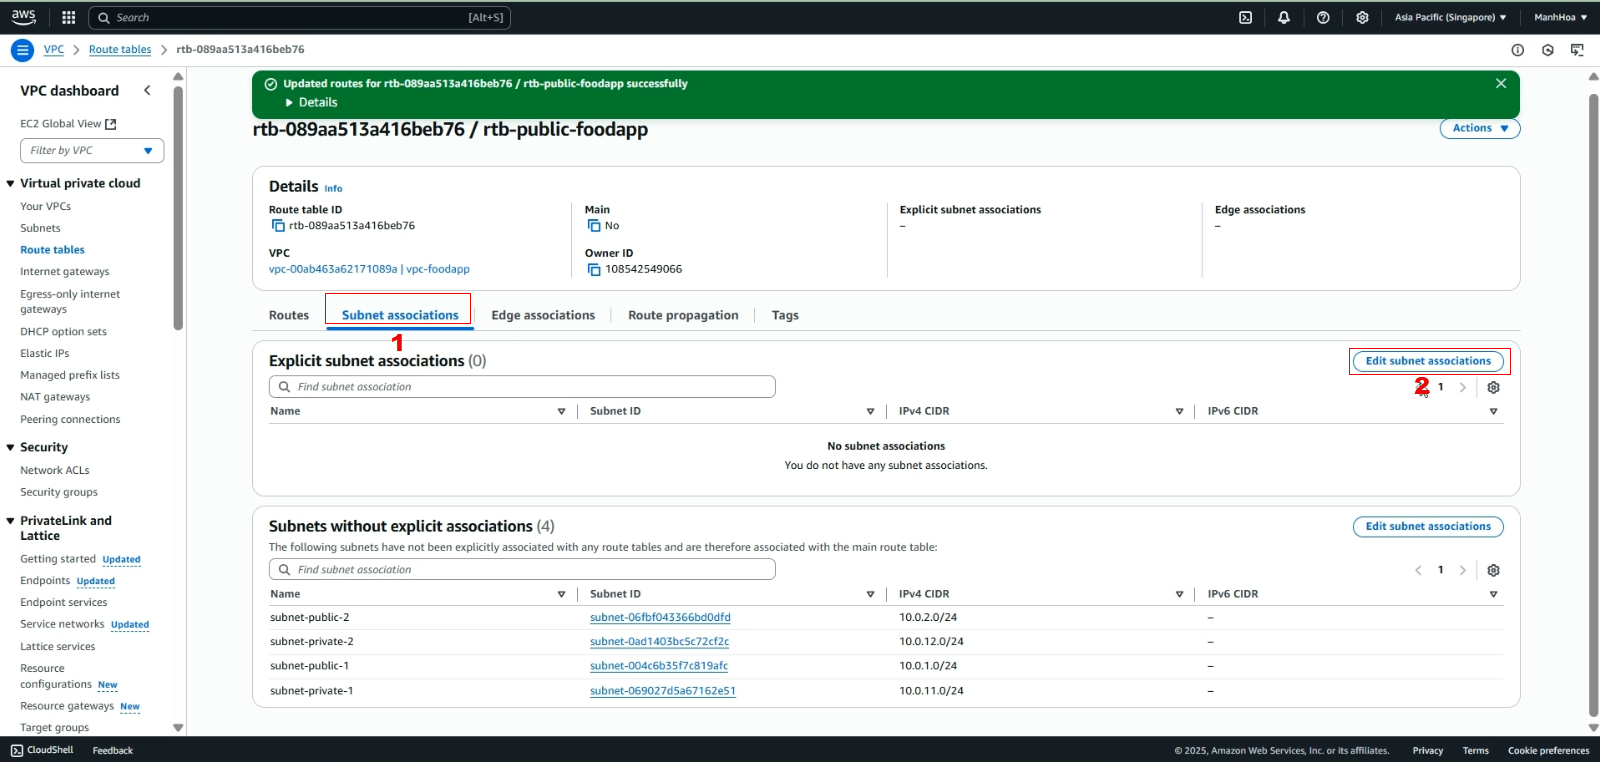 aws
Search [Alt+S]
Asia Pacific (Singapore) ▼ ManhHoa ▼
VPC > Route tables > rtb-089aa513a416beb76
VPC dashboard
EC2 Global View
Filter by VPC
Virtual private cloud
Your VPCs
Subnets
Route tables
Internet gateways
Egress-only internet
gateways
DHCP option sets
Elastic IPs
Managed prefix lists
NAT gateways
Peering connections
Security
Network ACLs
Security groups
PrivateLink and
Lattice
Getting started Updated
Endpoints Updated
Endpoint services
Service networks Updated
Lattice services
Resource
configurations New
Resource gateways New
Target groups
Updated routes for rtb-089aa513a416beb76 / rtb-public-foodapp successfully
Details
rtb-089aa513a416beb76 / rtb-public-foodapp
Actions
Details Info
Route table ID
rtb-089aa513a416beb76
Main
No
Explicit subnet associations
–
Edge associations
–
VPC
vpc-00ab463a62171089a | vpc-foodapp
Owner ID
108542549066
Routes Subnet associations Edge associations Route propagation Tags
1
Explicit subnet associations (0)
Edit subnet associations
Find subnet association
2 1
Name Subnet ID IPv4 CIDR IPv6 CIDR
No subnet associations
You do not have any subnet associations.
Subnets without explicit associations (4)
Edit subnet associations
The following subnets have not been explicitly associated with any route tables and are therefore associated with the main route table:
Find subnet association
1
Name Subnet ID IPv4 CIDR IPv6 CIDR
subnet-public-2 subnet-06fbf043366bd0dfd 10.0.2.0/24 –
subnet-private-2 subnet-0ad1403bc5c72cf2c 10.0.12.0/24 –
subnet-public-1 subnet-004c6b35f7c819afc 10.0.1.0/24 –
subnet-private-1 subnet-069027d5a67162e51 10.0.11.0/24 –
CloudShell Feedback
© 2025, Amazon Web Services, Inc. or its affiliates. Privacy Terms Cookie preferences